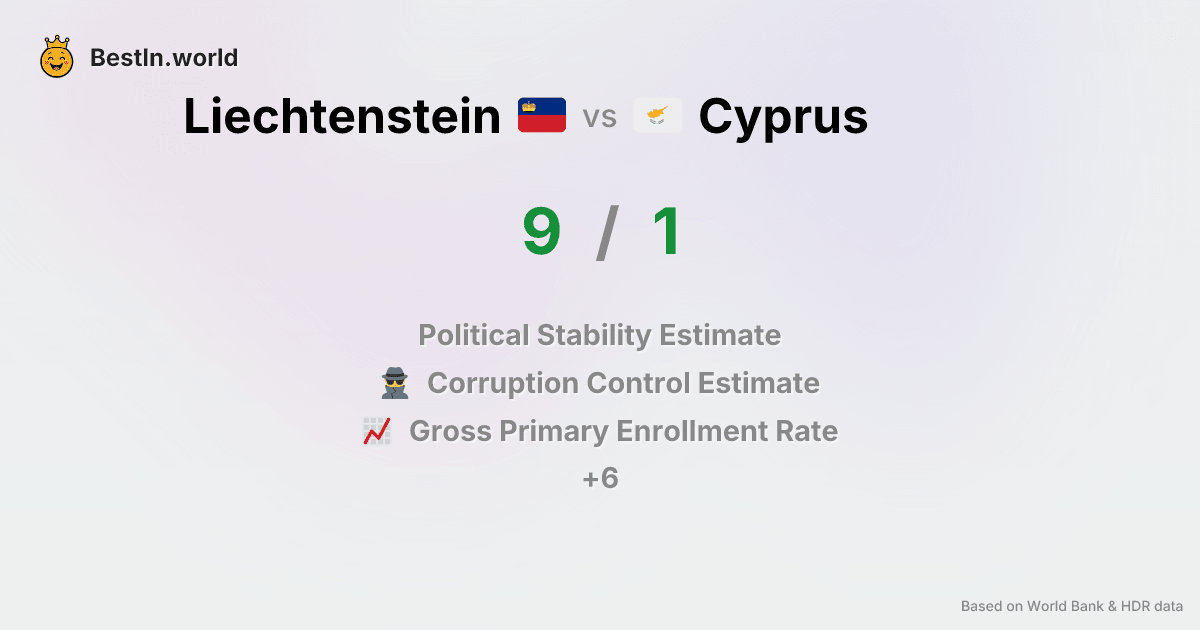 BestIn.world
Liechtenstein vs Cyprus
9 / 1
Political Stability Estimate
Corruption Control Estimate
Gross Primary Enrollment Rate
+6
Based on World Bank & HDR data